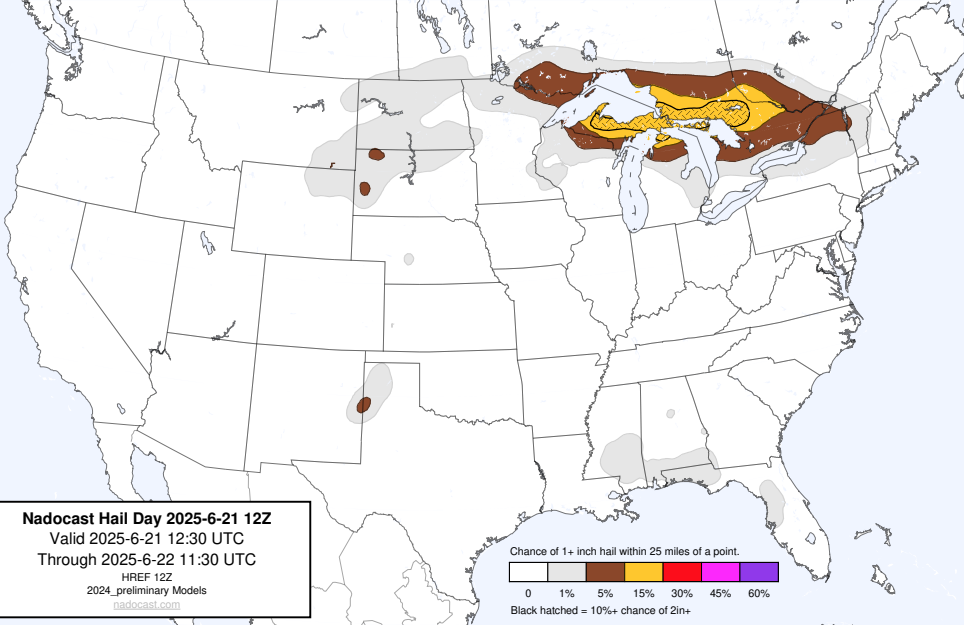 Nadocast Hail Day 2025-6-21 12Z
Valid 2025-6-21 12:30 UTC
Through 2025-6-22 11:30 UTC
HREF 12Z
2024_preliminary Models
nadocast.com
Chance of 1+ inch hail within 25 miles of a point.
0 1% 5% 15% 30% 45% 60%
Black hatched = 10%+ chance of 2in+